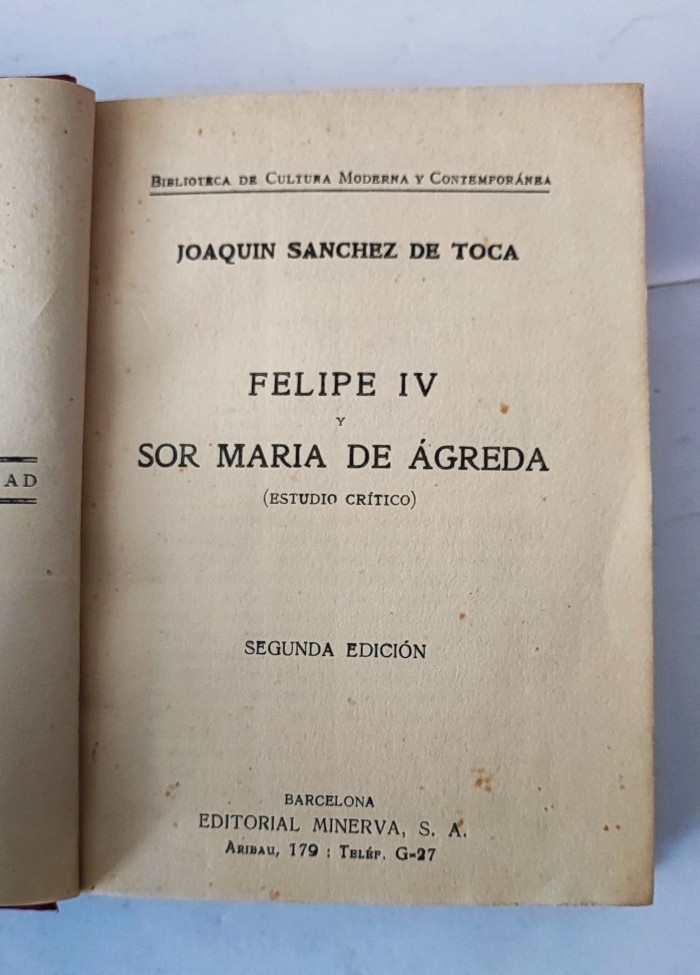 AD
BIBLIOTECA DE CULTURA MODERNA Y CONTEMPORÁNEA
JOAQUIN SANCHEZ DE TOCA
FELIPE IV
Y
SOR MARIA DE ÁGREDA
(ESTUDIO CRÍTICO)
SEGUNDA EDICIÓN
BARCELONA
EDITORIAL MINERVA, S. A.
ARIBAU, 179 : TELÉF. G-27